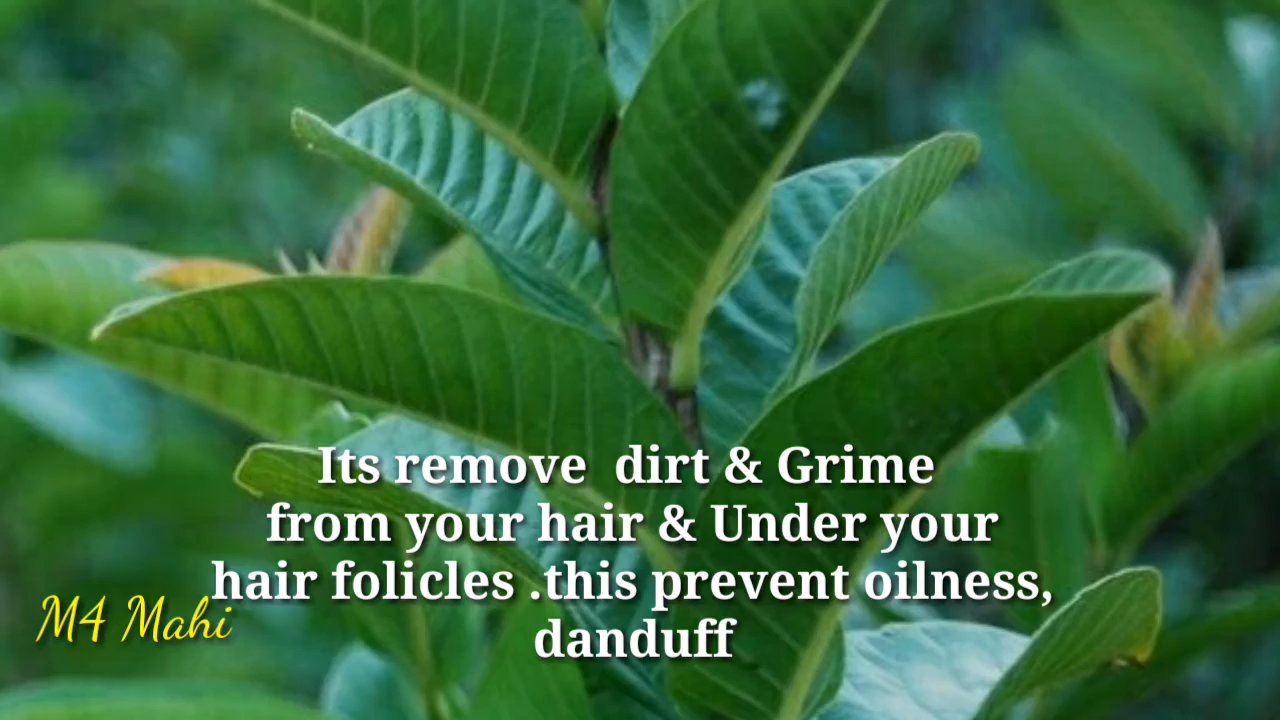 Its remove  dirt & Grime
from your hair & Under your
hair folicles .this prevent oilness,
danduff
M4 Mahi